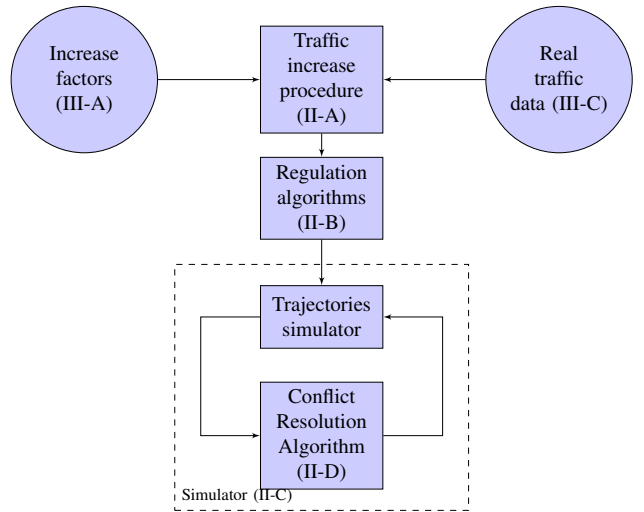 Increase
factors
(III-A)
Traffic
increase
procedure
(II-A)
Real
traffic
data (III-C)
Regulation
algorithms
(II-B)
Trajectories
simulator
Conflict
Resolution
Algorithm
(II-D)
Simulator (II-C)